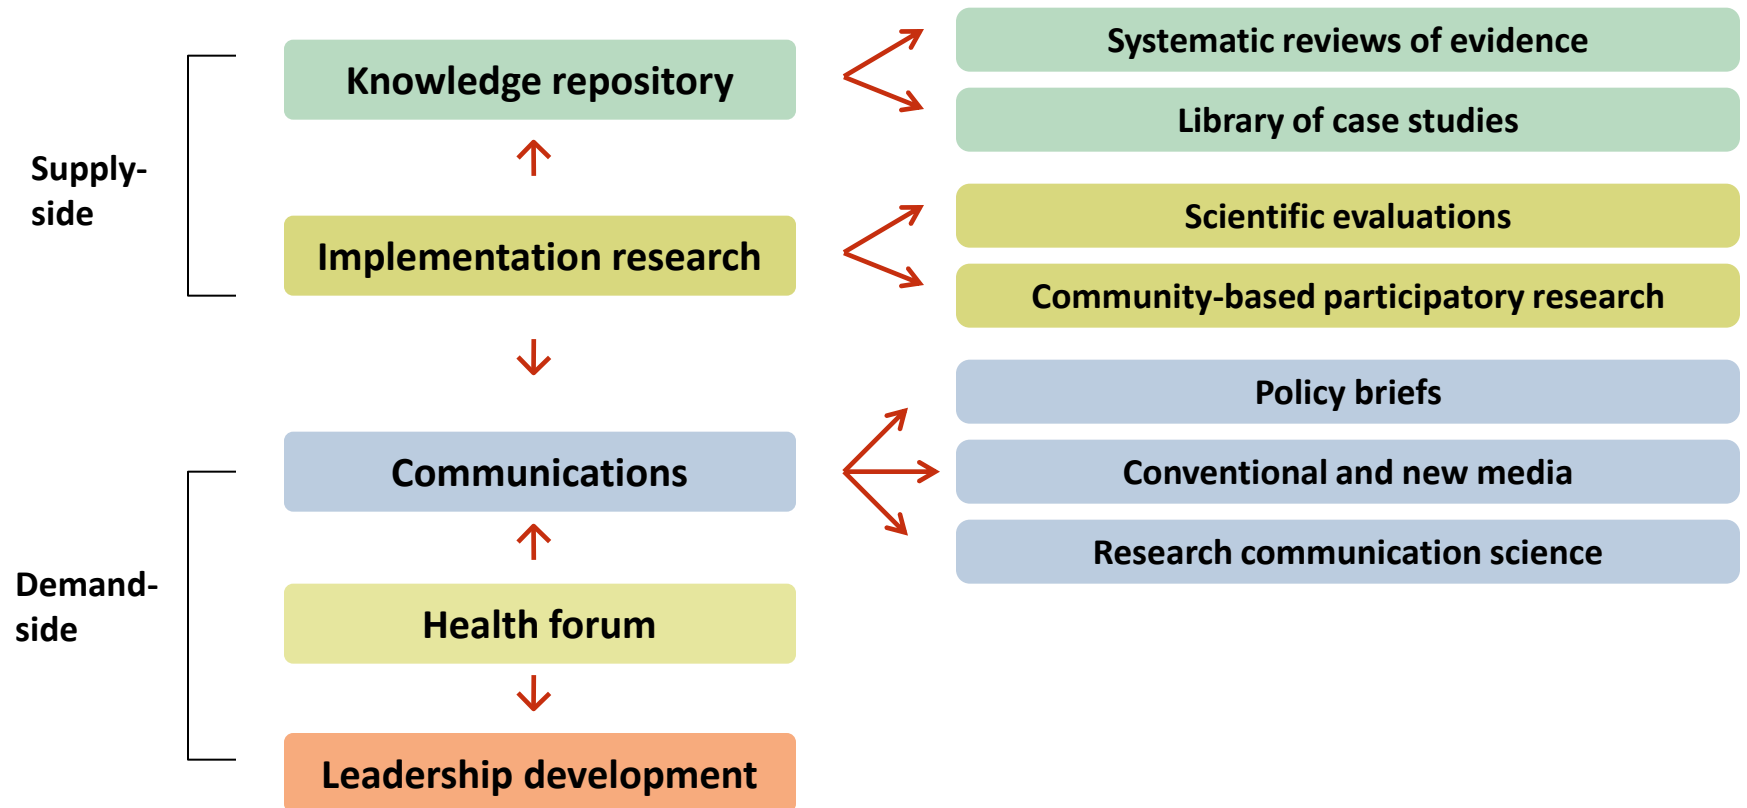 Supply-
side
Knowledge repository
Implementation research
Systematic reviews of evidence
Library of case studies
Scientific evaluations
Community-based participatory research
Demand-
side
Communications
Health forum
Leadership development
Policy briefs
Conventional and new media
Research communication science